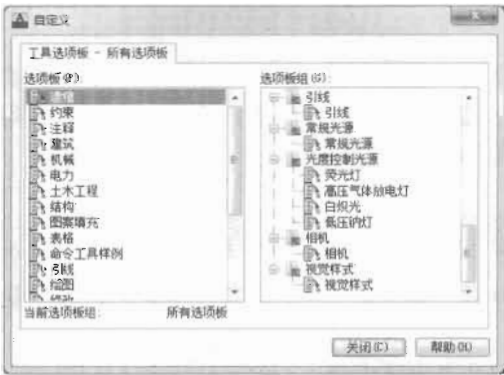 自定义
工具选项板 - 所有选项板
选项板(P):
约束
注释
建筑
机械
电力
土木工程
结构
图案填充
表格
命令工具样例
引线
绘图
修改
当前选项板组:
所有选项板
选项板组(G):
引线
引线
常规光源
常规光源
光度控制光源
荧光灯
高压气体放电灯
白炽光
低压钠灯
相机
相机
视觉样式
视觉样式
关闭(C)
帮助(H)